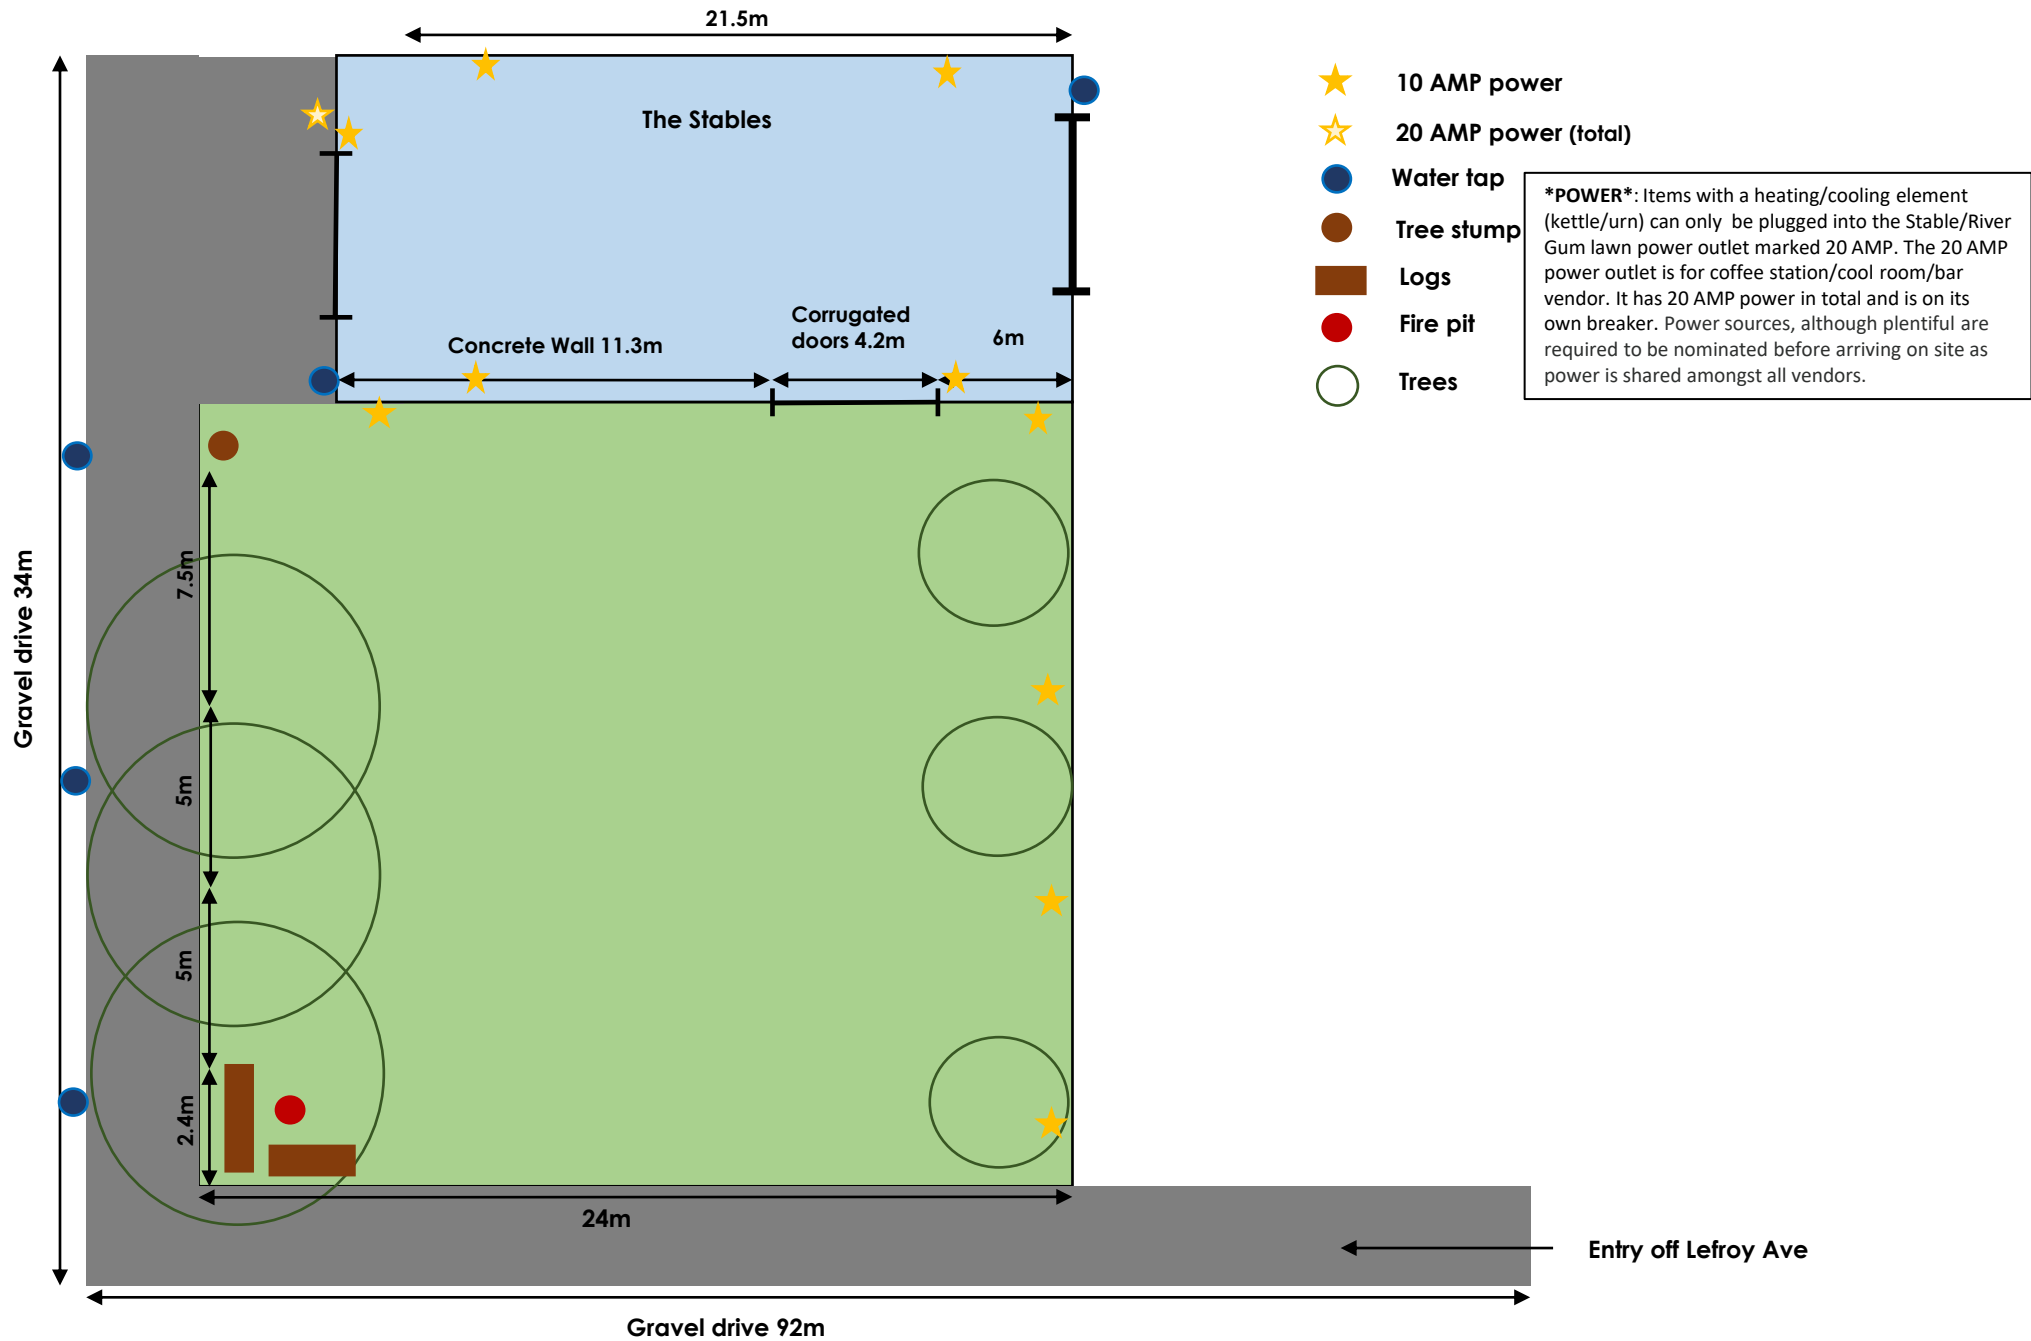 21.5m
The Stables
Concrete Wall 11.3m
Corrugated
doors 4.2m
6m
10 AMP power
20 AMP power (total)
Water tap
Tree stump
Logs
Fire pit
Trees
*POWER*: Items with a heating/cooling element
(kettle/urn) can only be plugged into the Stable/River
Gum lawn power outlet marked 20 AMP. The 20 AMP
power outlet is for coffee station/cool room/bar
vendor. It has 20 AMP power in total and is on its
own breaker. Power sources, although plentiful are
required to be nominated before arriving on site as
power is shared amongst all vendors.
Gravel drive 34m
7.5m
5m
5m
2.4m
24m
Entry off Lefroy Ave
Gravel drive 92m